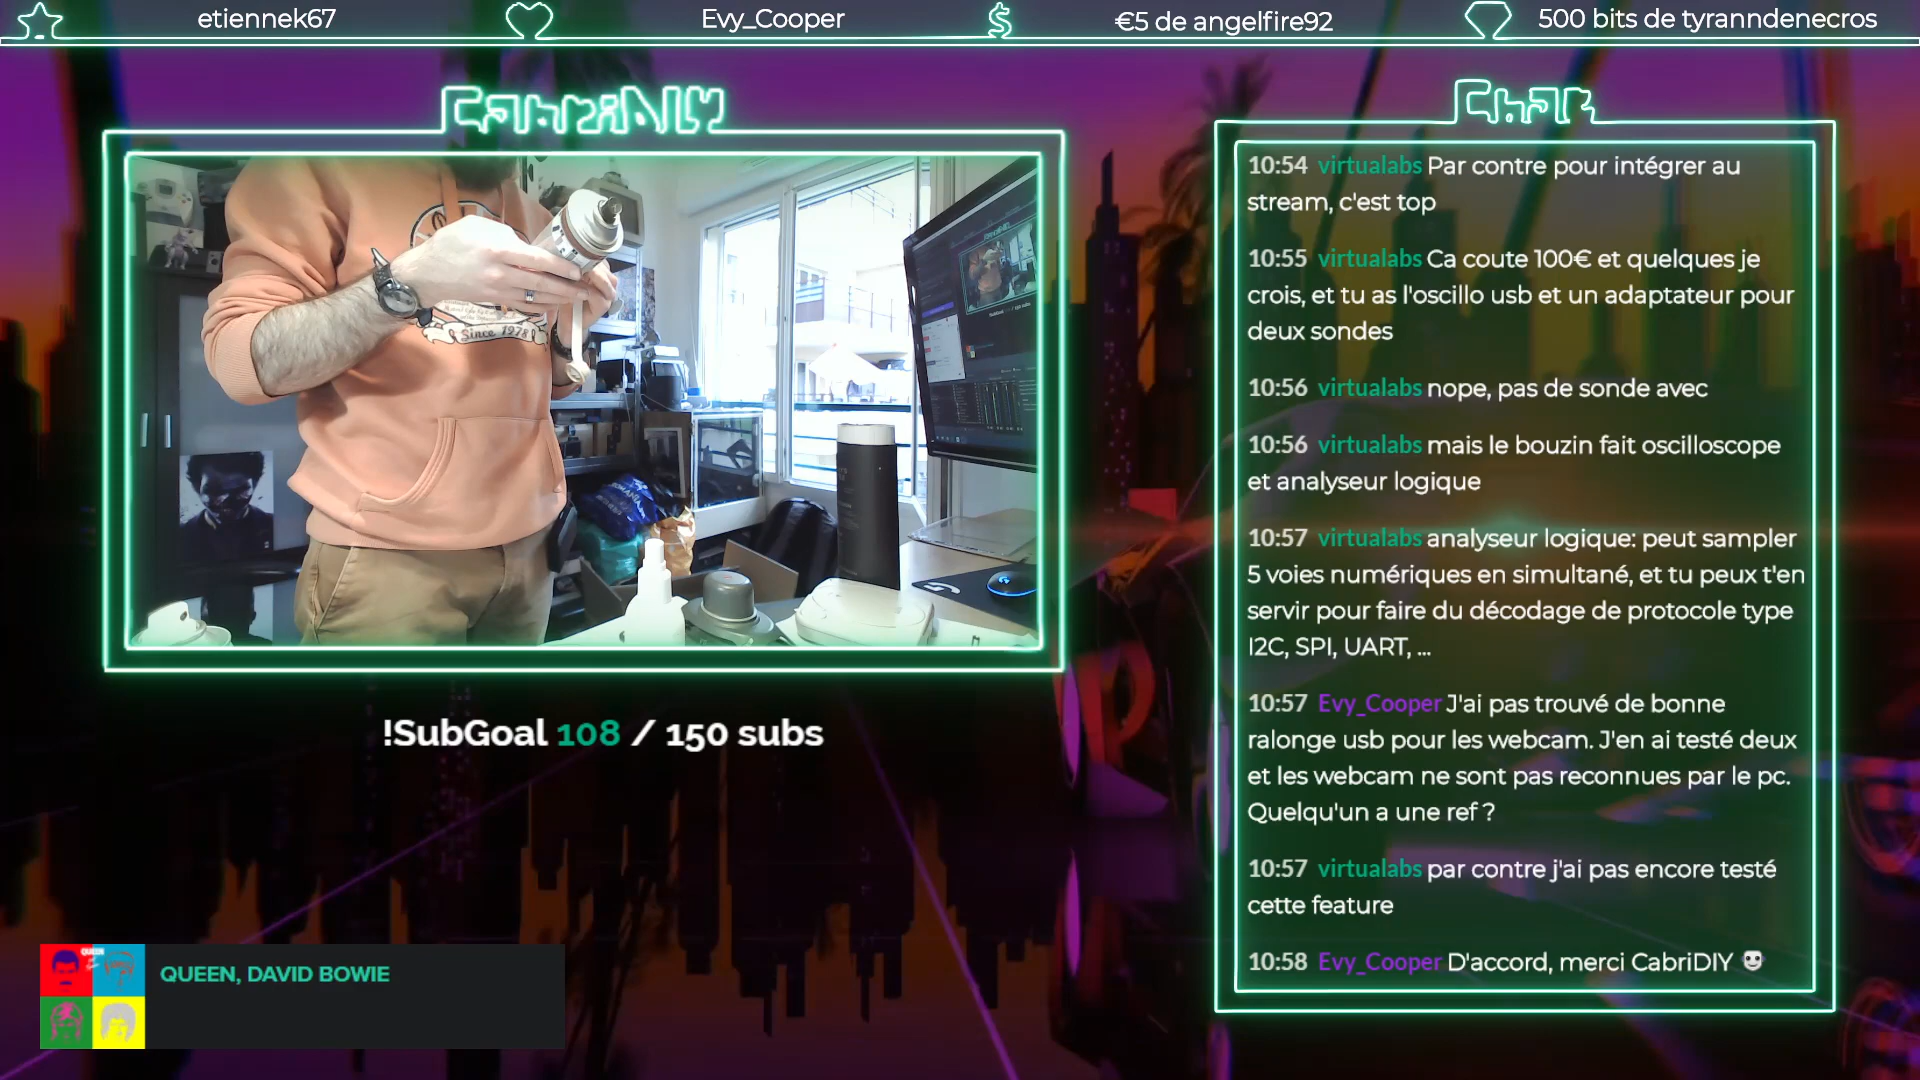 etiennek67
Evy_Cooper
€5 de angelfire92
500 bits de tyranndenecros
CabriDIY
Chat
Since 1978
10:54 virtualabs Par contre pour intégrer au
stream, c'est top
10:55 virtualabs Ca coute 100€ et quelques je
crois, et tu as l'oscillo usb et un adaptateur pour
deux sondes
10:56 virtualabs nope, pas de sonde avec
10:56 virtualabs mais le bouzin fait oscilloscope
et analyseur logique
10:57 virtualabs analyseur logique: peut sampler
5 voies numériques en simultané, et tu peux t'en
servir pour faire du décodage de protocole type
I2C, SPI, UART, ...
10:57 Evy_Cooper J'ai pas trouvé de bonne
ralonge usb pour les webcam. J'en ai testé deux
et les webcam ne sont pas reconnues par le pc.
Quelqu'un a une ref ?
10:57 virtualabs par contre j'ai pas encore testé
cette feature
10:58 Evy_Cooper D'accord, merci CabriDIY
!SubGoal 108 / 150 subs
QUEEN
QUEEN, DAVID BOWIE